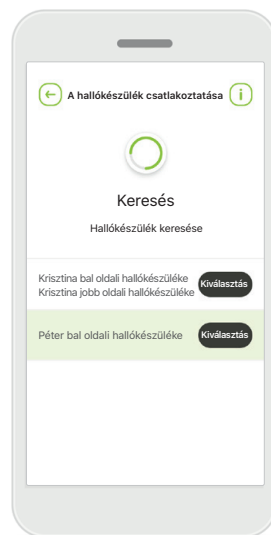 A hallókészülék csatlakoztatása
Keresés
Hallókészülék keresése
Krisztina bal oldali hallókészüléke
Krisztina jobb oldali hallókészüléke
Kiválasztás
Péter bal oldali hallókészüléke
Kiválasztás